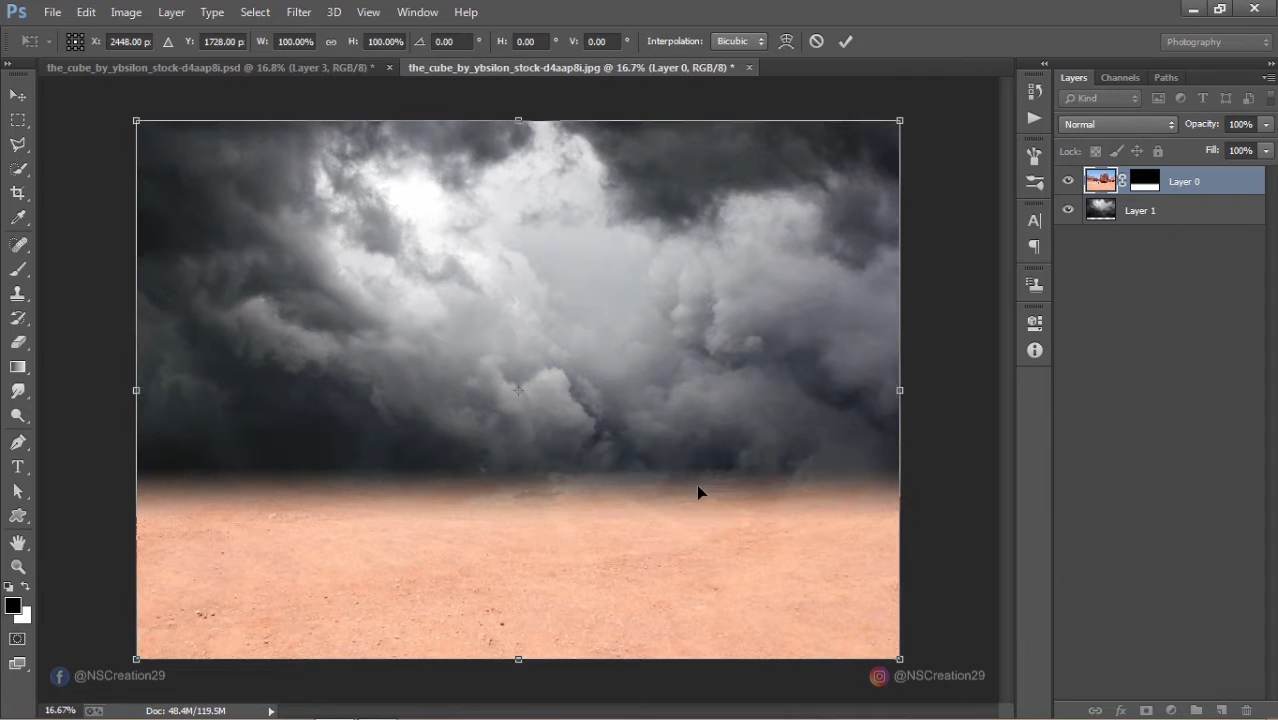 Ps File Edit Image Layer Type Select Filter 3D View Window Help
X: 2448.00 px Y: 1728.00 px W: 100.00% H: 100.00% 0.00 ° H: 0.00 V: 0.00 ° Interpolation: Bicubic Photography
the_cube_by_ybsilon_stock-d4aap8i.psd @ 16.8% (Layer 3, RGB/8) * × the_cube_by_ybsilon_stock-d4aap8i.jpg @ 16.7% (Layer 0, RGB/8) * ×
Layers Channels Paths
Kind
Normal Opacity: 100%
Lock: Fill: 100%
Layer 0
Layer 1
f @NSCreation29 @NSCreation29
16.67% Doc: 48.4M/119.5M